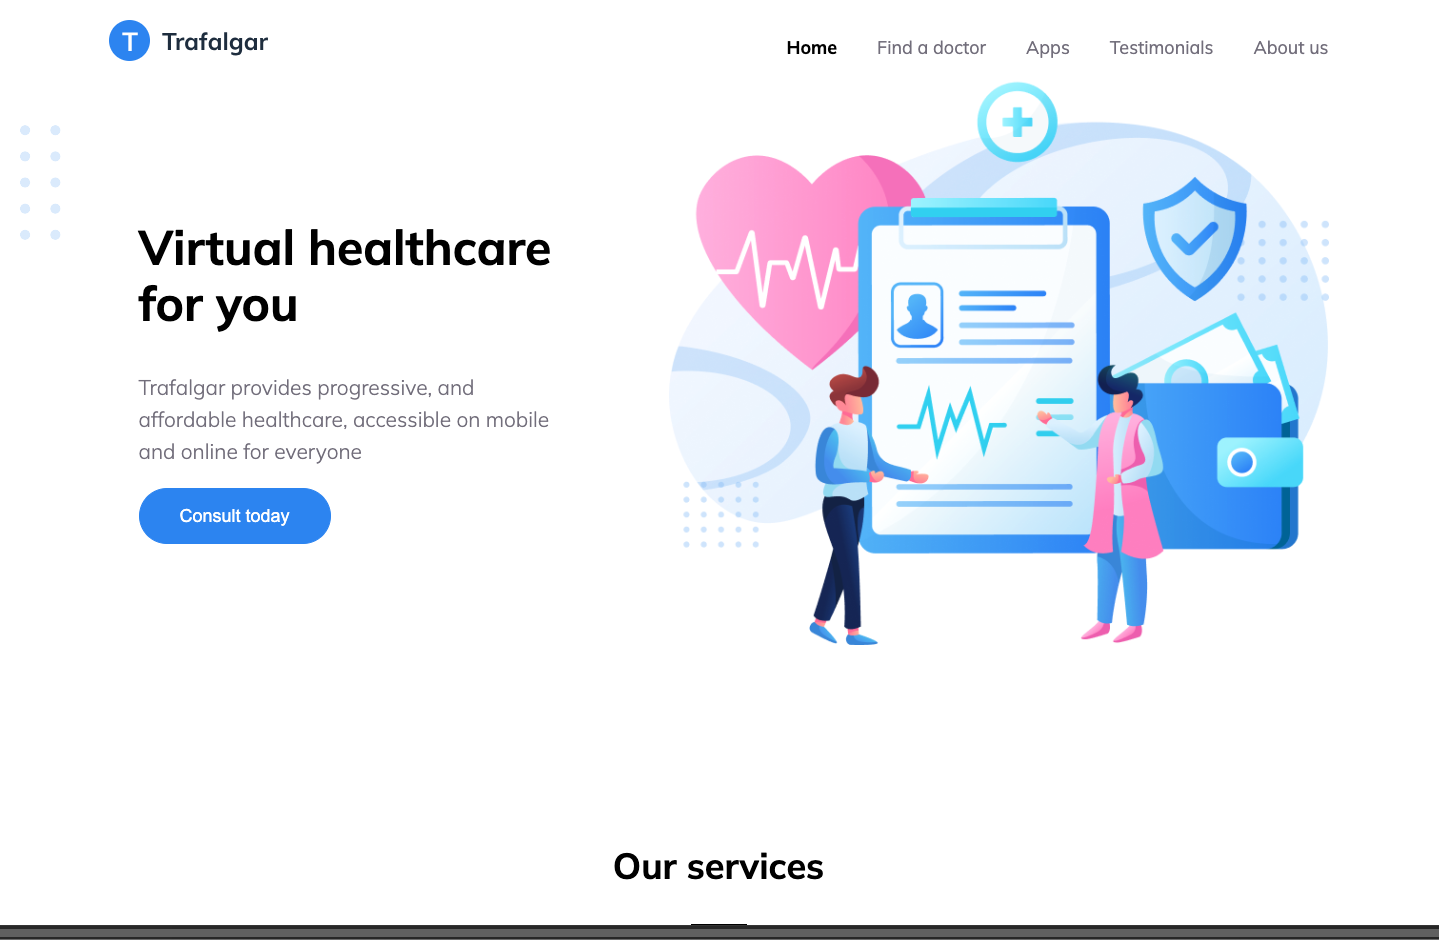 T Trafalgar
Home Find a doctor Apps Testimonials About us
Virtual healthcare
for you
Trafalgar provides progressive, and
affordable healthcare, accessible on mobile
and online for everyone
Consult today
Our services